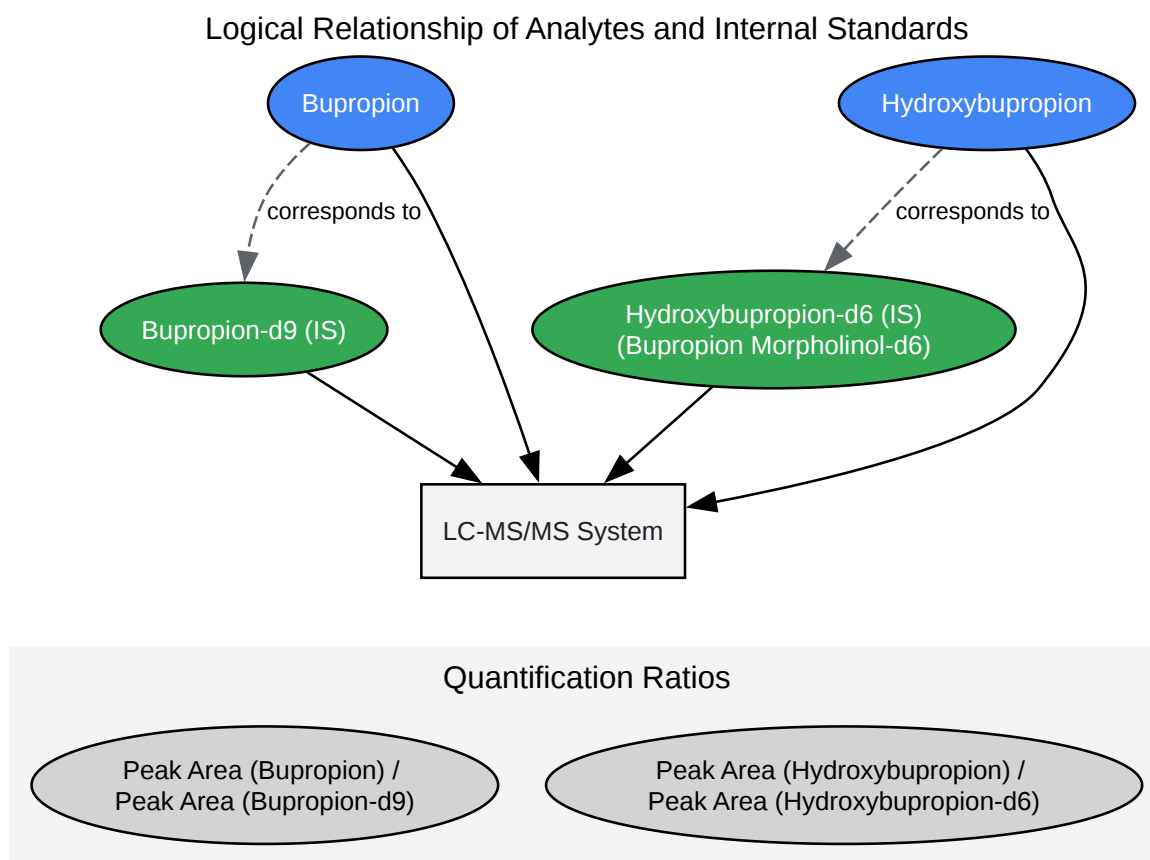 Logical Relationship of Analytes and Internal Standards
Bupropion
Hydroxybupropion
corresponds to
corresponds to
Bupropion-d9 (IS)
Hydroxybupropion-d6 (IS)
(Bupropion Morpholinol-d6)
LC-MS/MS System
Quantification Ratios
Peak Area (Bupropion) /
Peak Area (Bupropion-d9)
Peak Area (Hydroxybupropion) /
Peak Area (Hydroxybupropion-d6)